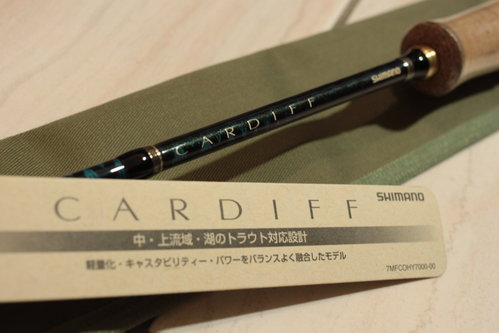 CARDIFF SHIMANO
CARDIFF SHIMANO
中・上流域・湖のトラウト対応設計
軽量化・キャスタビリティー・パワーをバランスよく融合したモデル
7MFCOHY7000-00